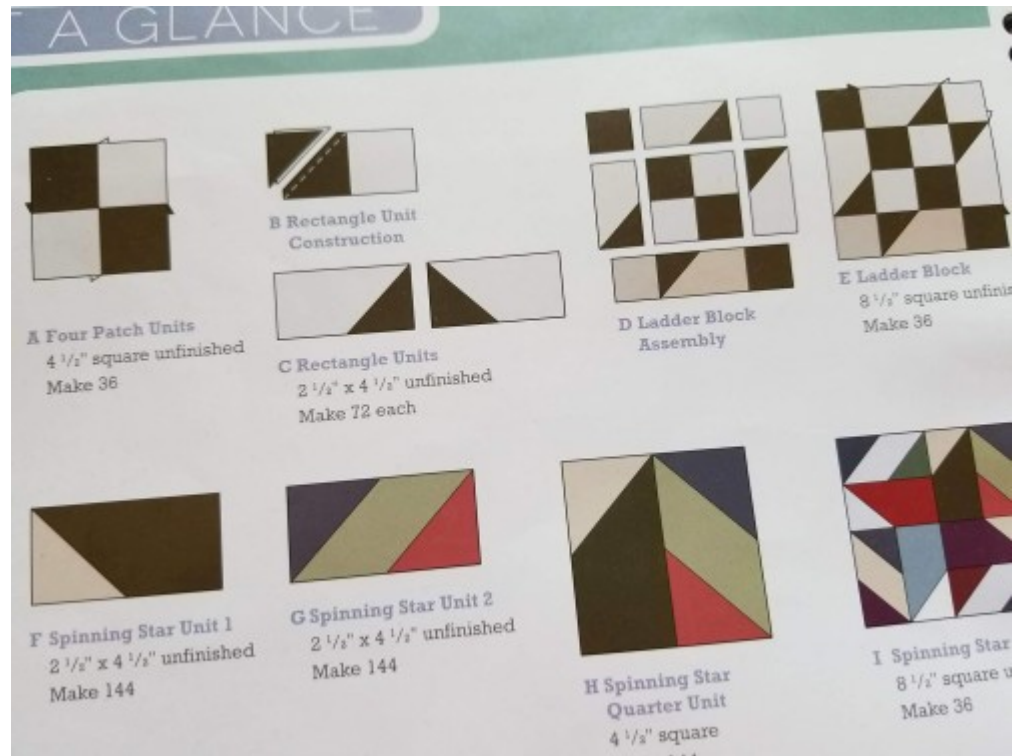 A GLANCE
A Four Patch Units
4 1/2" square unfinished
Make 36
B Rectangle Unit
Construction
C Rectangle Units
2 1/2" x 4 1/2" unfinished
Make 72 each
D Ladder Block
Assembly
E Ladder Block
8 1/2" square
Make 36
F Spinning Star Unit 1
2 1/2" x 4 1/2" unfinished
Make 144
G Spinning Star Unit 2
2 1/2" x 4 1/2" unfinished
Make 144
H Spinning Star
Quarter Unit
4 1/2" square
I Spinning Star
8 1/2" square
Make 36